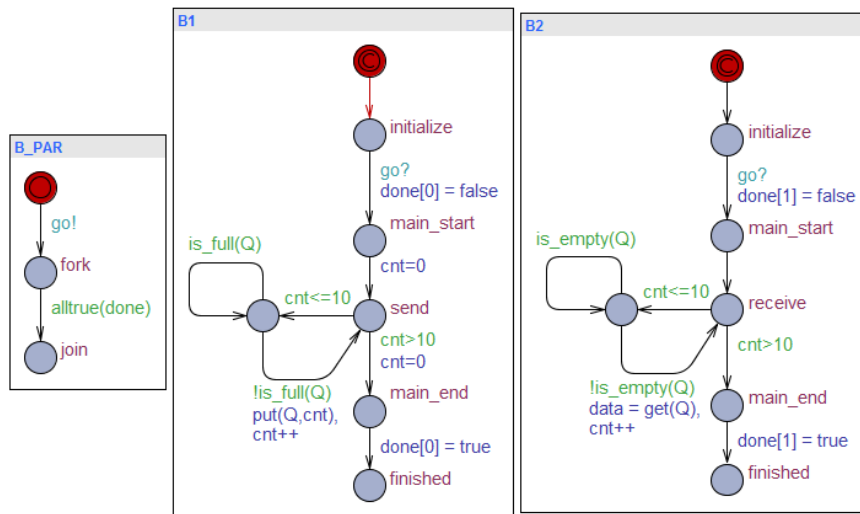 B_PAR
go!
fork
alltrue(done)
join
B1
initialize
go?
done[0] = false
main_start
cnt=0
is_full(Q)
cnt<=10
send
cnt>10
cnt=0
!is_full(Q)
put(Q,cnt),
cnt++
main_end
done[0] = true
finished
B2
initialize
go?
done[1] = false
main_start
is_empty(Q)
cnt<=10
receive
cnt>10
!is_empty(Q)
data = get(Q),
cnt++
main_end
done[1] = true
finished